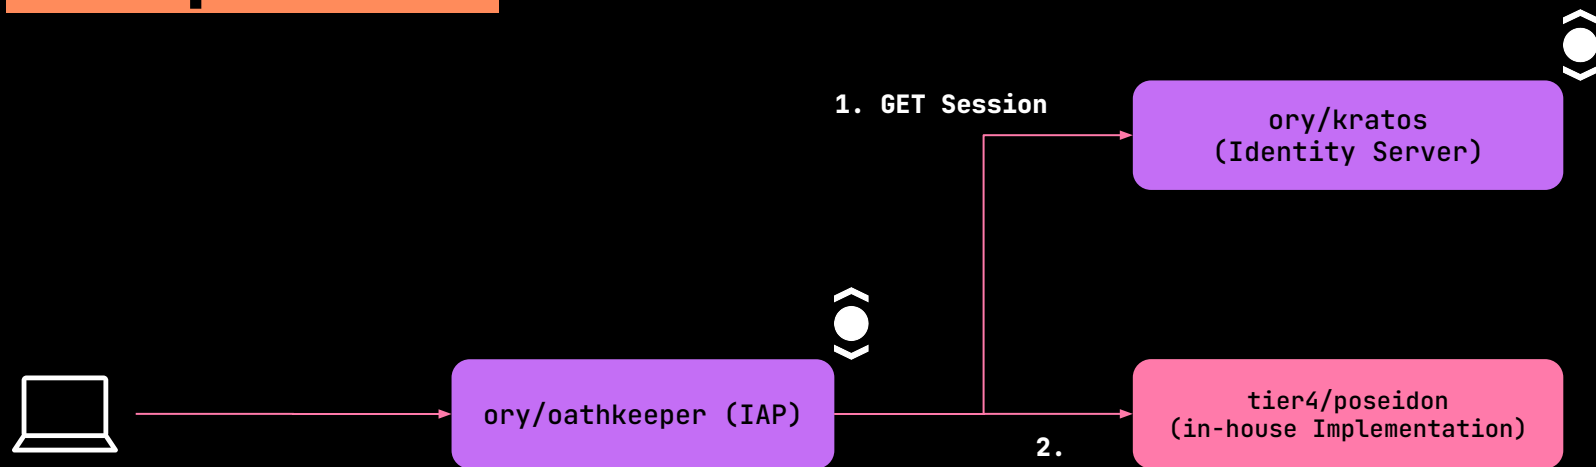 1. GET Session
ory/kratos
(Identity Server)
ory/oathkeeper (IAP)
tier4/poseidon
(in-house Implementation)
2.